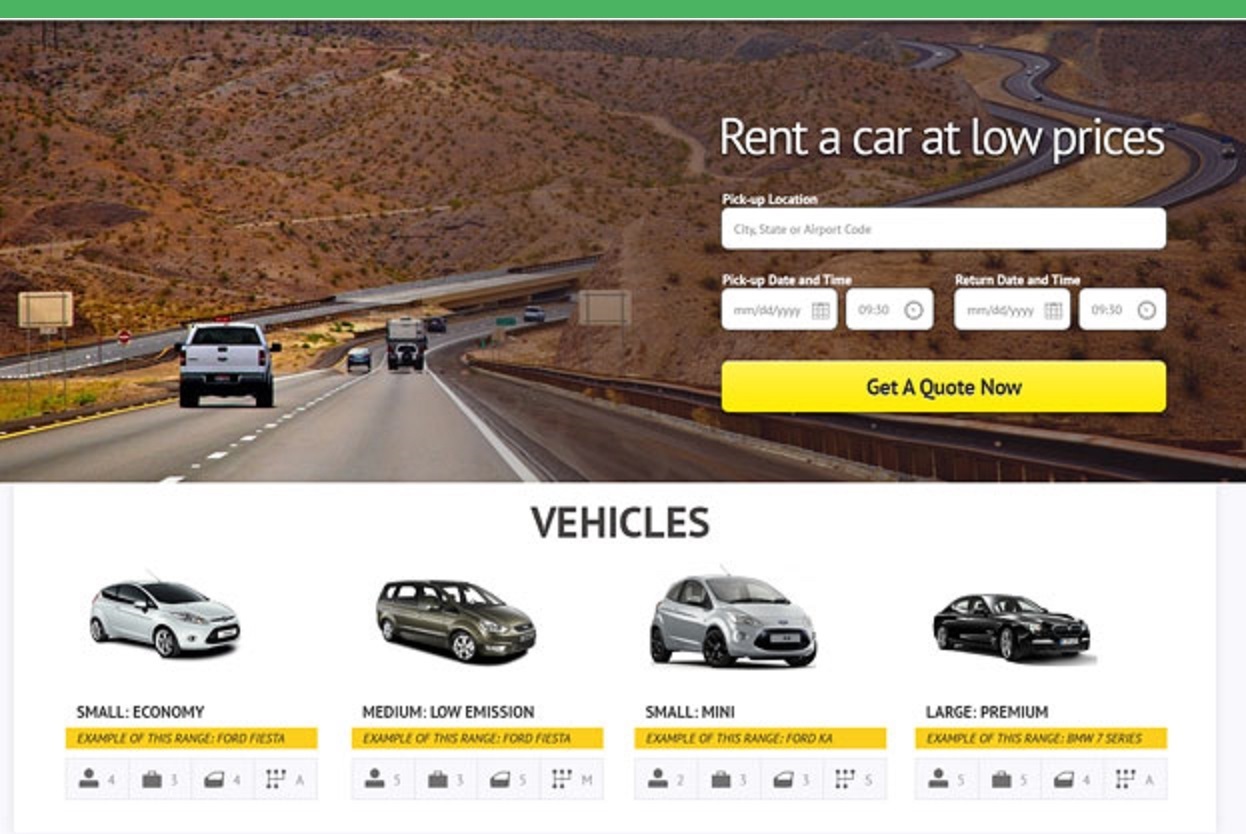 Rent a car at low prices
Pick-up Location
City, State or Airport Code
Pick-up Date and Time Return Date and Time
mm/dd/yyyy 09:30 mm/dd/yyyy 09:30
Get A Quote Now
VEHICLES
SMALL: ECONOMY MEDIUM: LOW EMISSION SMALL: MINI LARGE: PREMIUM
EXAMPLE OF THIS RANGE: FORD FIESTA EXAMPLE OF THIS RANGE: FORD FIESTA EXAMPLE OF THIS RANGE: FORD KA EXAMPLE OF THIS RANGE: BMW 7 SERIES
4 3 4 A 5 3 5 M 2 3 3 S 5 5 4 A